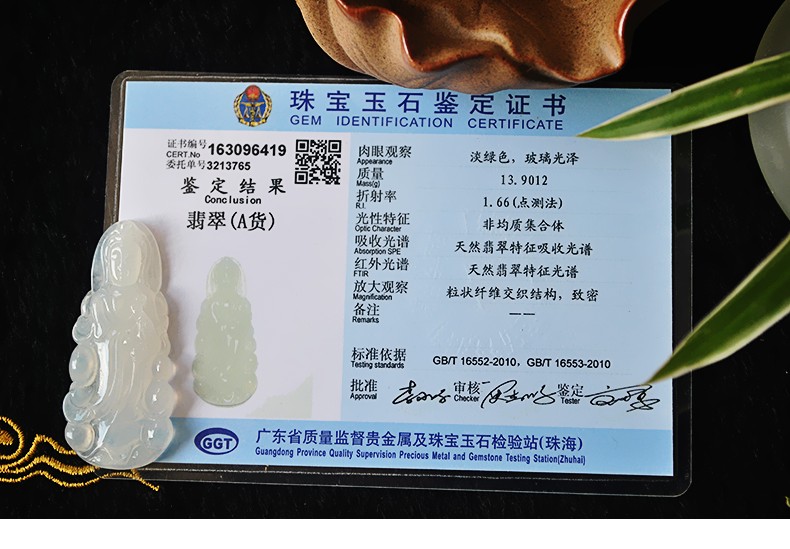 珠宝玉石鉴定证书
GEM IDENTIFICATION CERTIFICATE
证书编号 163096419
CERT.No
委托单号 3213765
鉴定结果
Conclusion
翡翠(A货)
肉眼观察 淡绿色，玻璃光泽
Appearance
质量 13.9012
Mass(g)
折射率 1.66(点测法)
R.I.
光性特征 非均质集合体
Optic Character
吸收光谱 天然翡翠特征吸收光谱
Absorption SPE
红外光谱 天然翡翠特征光谱
FTIR
放大观察 粒状纤维交织结构，致密
Magnification
备注 ——
Remarks
标准依据 GB/T 16552-2010，GB/T 16553-2010
Testing standards
批准 审核 鉴定
Approval Checker Tester
GGT 广东省质量监督贵金属及珠宝玉石检验站(珠海)
Guangdong Province Quality Supervision Precious Metal and Gemstone Testing Station(Zhuhai)